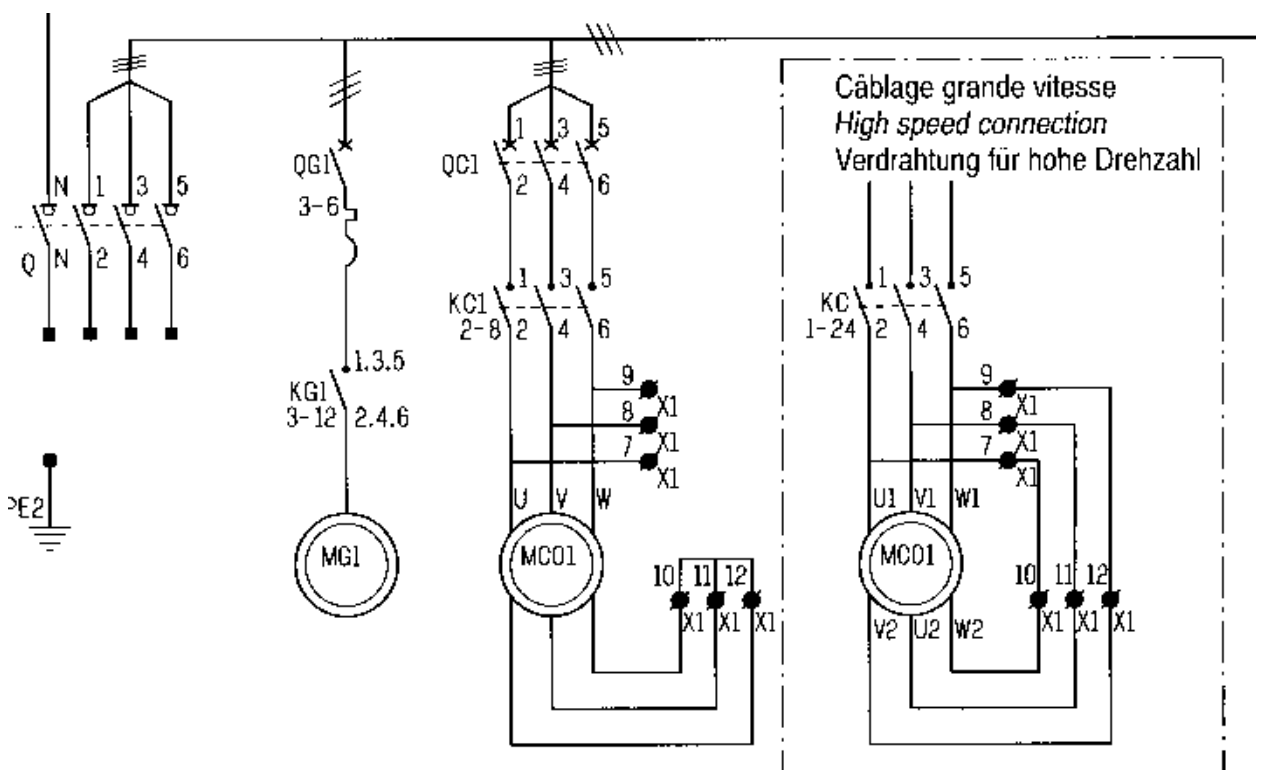 Câblage grande vitesse
High speed connection
Verdrahtung für hohe Drehzahl
N 1 3 5
Q N 2 4 6
PE2
QG1
3-6
1.3.5
KG1
3-12 2.4.6
MG1
1 3 5
QC1
2 4 6
1 3 5
KC1
2-8 2 4 6
9
X1
8
X1
7
X1
U V W
MCO1
10 11 12
X1 X1 X1
1 3 5
KC
1-24 2 4 6
9
X1
8
X1
7
X1
U1 V1 W1
MCO1
10 11 12
X1 X1 X1
V2 U2 W2